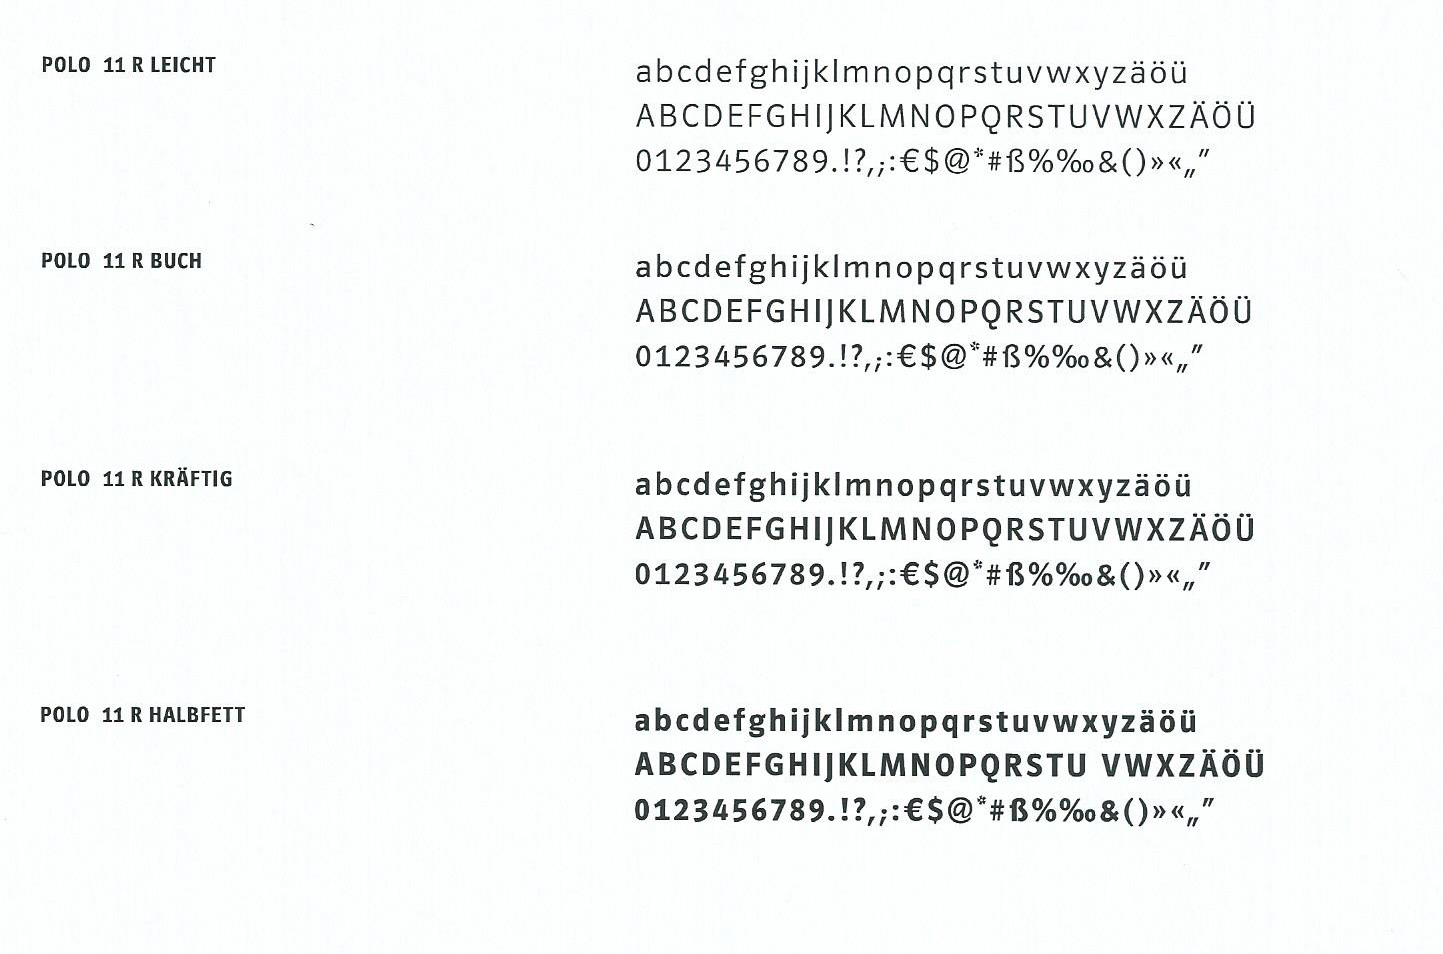 POLO 11 R LEICHT
abcdefghijklmnopqrstuvwxyzäöü
ABCDEFGHIJKLMNOPQRSTUVWXZÄÖÜ
0123456789.!?,;:€$@*#ß%‰&()»«„”
POLO 11 R BUCH
abcdefghijklmnopqrstuvwxyzäöü
ABCDEFGHIJKLMNOPQRSTUVWXZÄÖÜ
0123456789.!?,;:€$@*#ß%‰&()»«„”
POLO 11 R KRÄFTIG
abcdefghijklmnopqrstuvwxyzäöü
ABCDEFGHIJKLMNOPQRSTUVWXZÄÖÜ
0123456789.!?,;:€$@*#ß%‰&()»«„”
POLO 11 R HALBFETT
abcdefghijklmnopqrstuvwxyzäöü
ABCDEFGHIJKLMNOPQRSTU VWXZÄÖÜ
0123456789.!?,;:€$@*#ß%‰&()»«„”